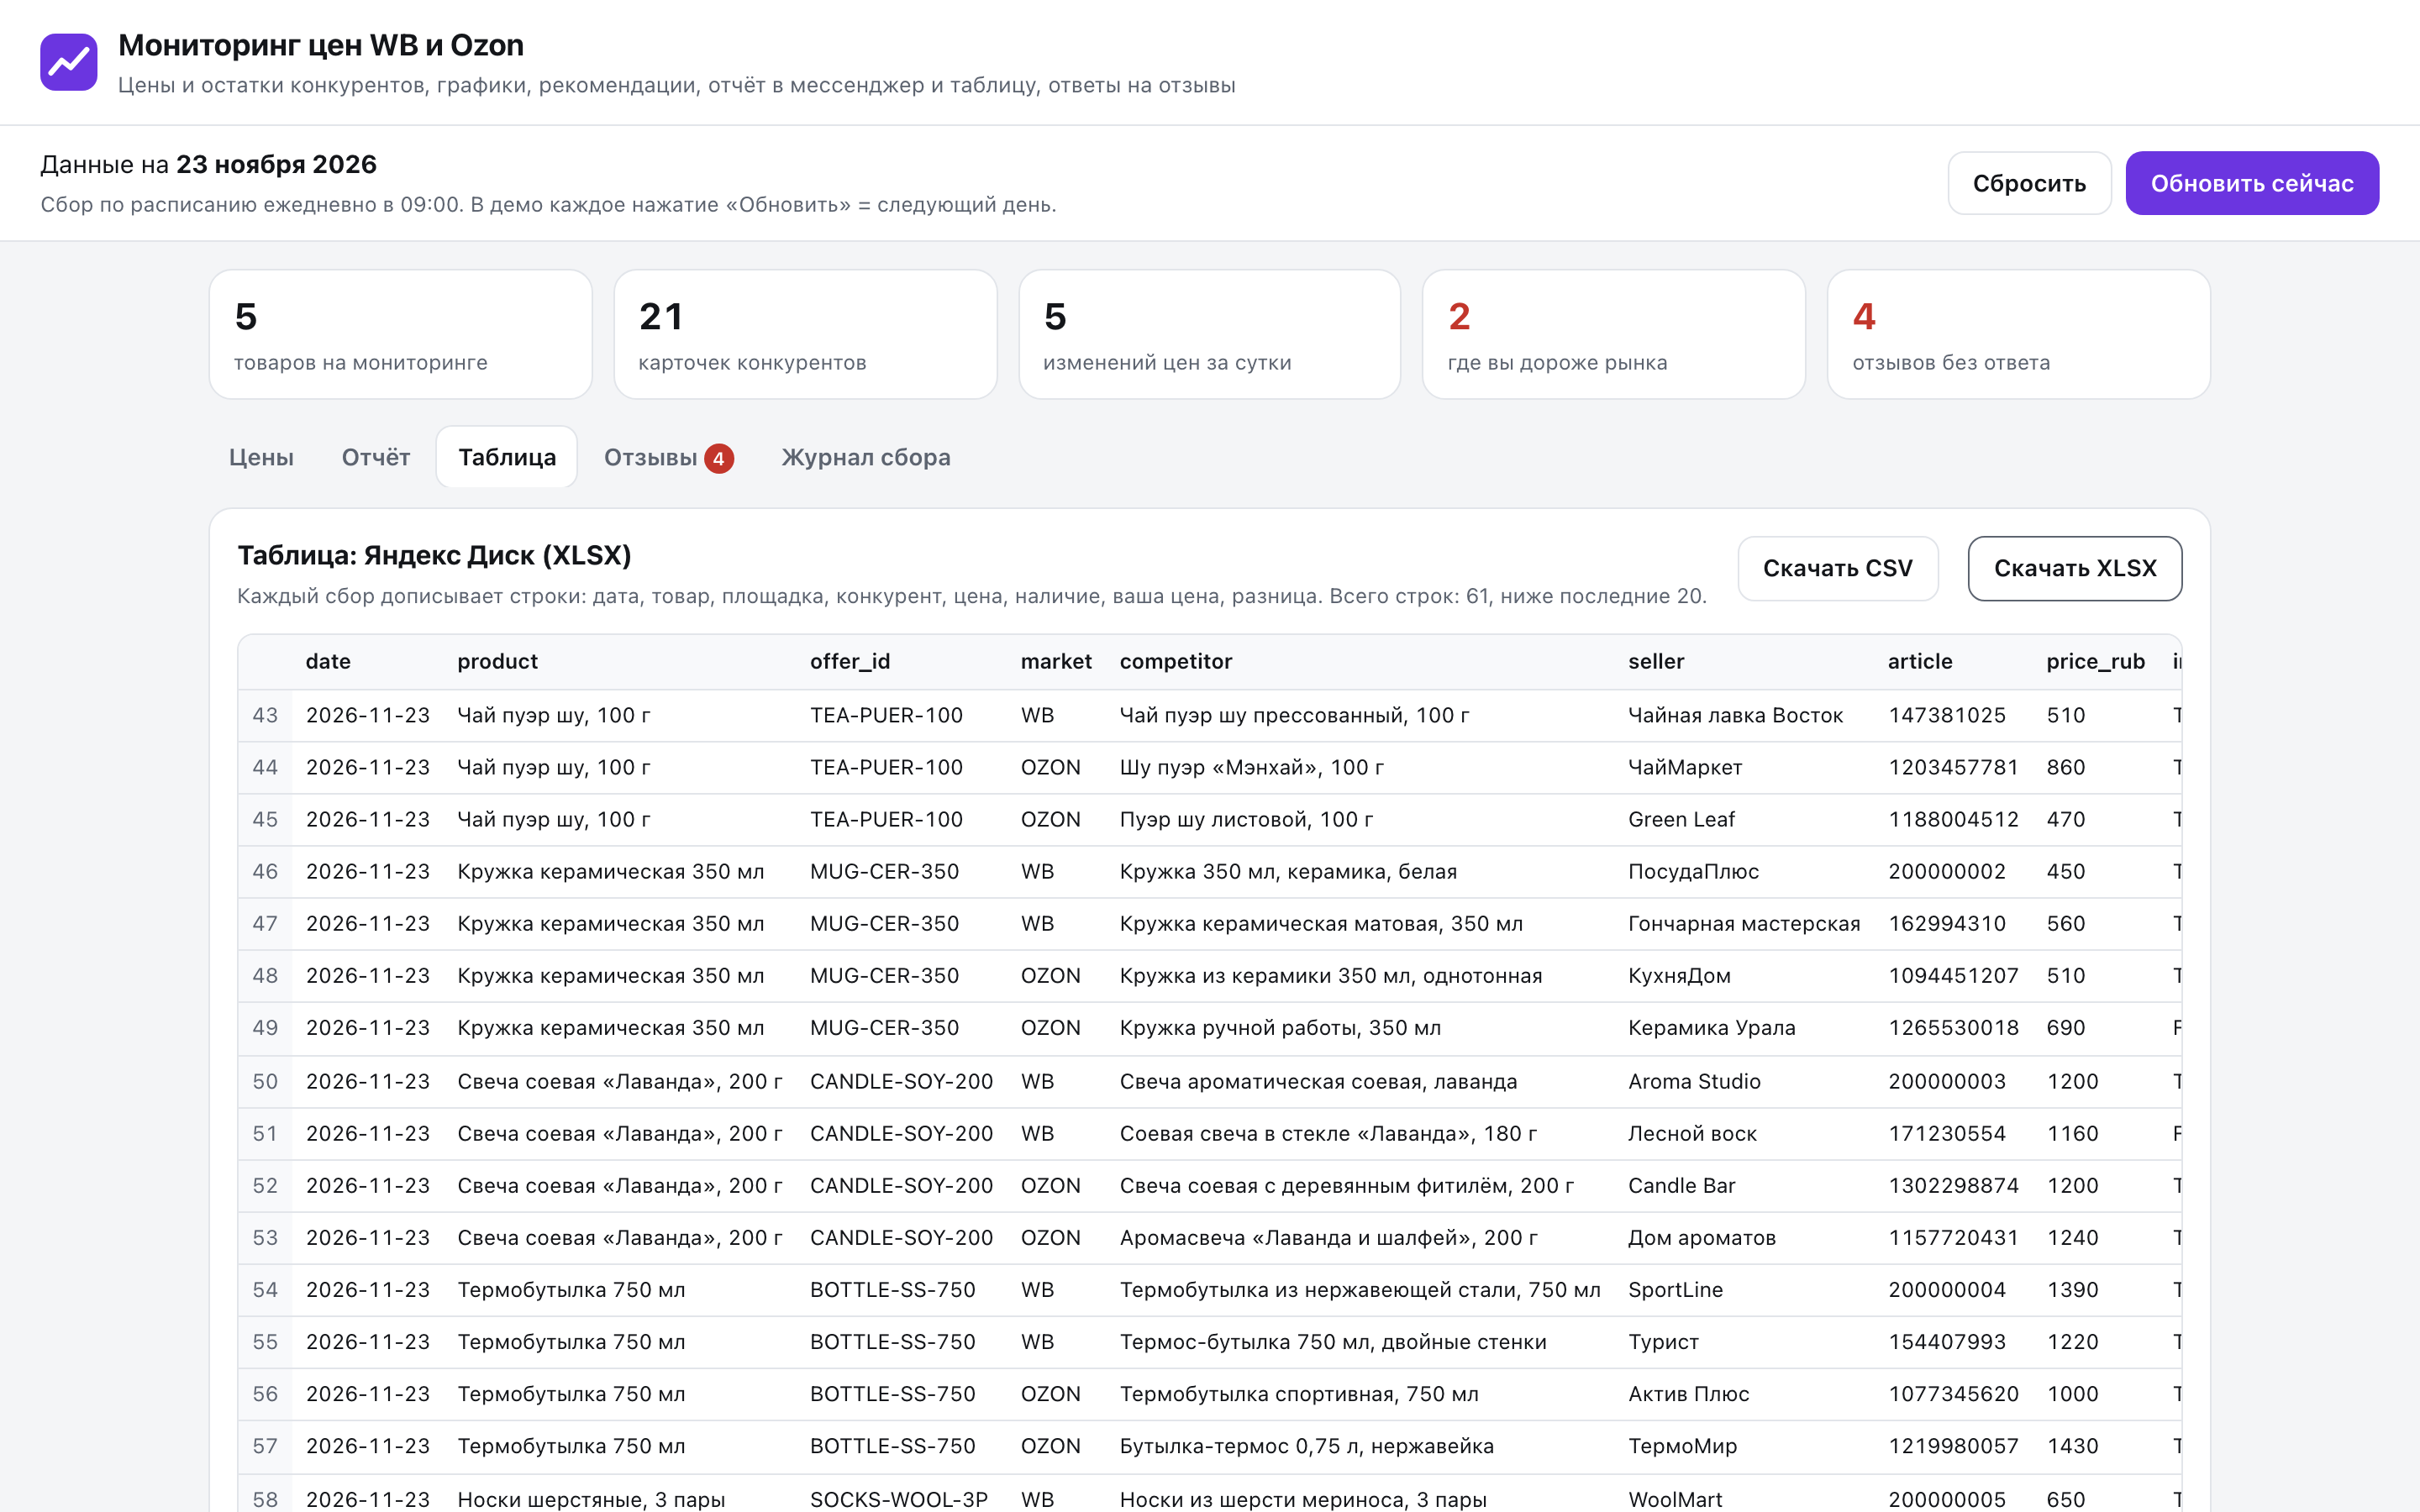 Мониторинг цен WB и Ozon
Цены и остатки конкурентов, графики, рекомендации, отчёт в мессенджер и таблицу, ответы на отзывы
Данные на 23 ноября 2026
Сбор по расписанию ежедневно в 09:00. В демо каждое нажатие «Обновить» = следующий день.
Сбросить
Обновить сейчас
5
товаров на мониторинге
21
карточек конкурентов
5
изменений цен за сутки
2
где вы дороже рынка
4
отзывов без ответа
Цены Отчёт Таблица Отзывы 4 Журнал сбора
Таблица: Яндекс Диск (XLSX)
Каждый сбор дописывает строки: дата, товар, площадка, конкурент, цена, наличие, ваша цена, разница. Всего строк: 61, ниже последние 20.
Скачать CSV
Скачать XLSX
date product offer_id market competitor seller article price_rub
43 2026-11-23 Чай пуэр шу, 100 г TEA-PUER-100 WB Чай пуэр шу прессованный, 100 г Чайная лавка Восток 147381025 510
44 2026-11-23 Чай пуэр шу, 100 г TEA-PUER-100 OZON Шу пуэр «Мэнхай», 100 г ЧайМаркет 1203457781 860
45 2026-11-23 Чай пуэр шу, 100 г TEA-PUER-100 OZON Пуэр шу листовой, 100 г Green Leaf 1188004512 470
46 2026-11-23 Кружка керамическая 350 мл MUG-CER-350 WB Кружка 350 мл, керамика, белая ПосудаПлюс 200000002 450
47 2026-11-23 Кружка керамическая 350 мл MUG-CER-350 WB Кружка керамическая матовая, 350 мл Гончарная мастерская 162994310 560
48 2026-11-23 Кружка керамическая 350 мл MUG-CER-350 OZON Кружка из керамики 350 мл, однотонная КухняДом 1094451207 510
49 2026-11-23 Кружка керамическая 350 мл MUG-CER-350 OZON Кружка ручной работы, 350 мл Керамика Урала 1265530018 690
50 2026-11-23 Свеча соевая «Лаванда», 200 г CANDLE-SOY-200 WB Свеча ароматическая соевая, лаванда Aroma Studio 200000003 1200
51 2026-11-23 Свеча соевая «Лаванда», 200 г CANDLE-SOY-200 WB Соевая свеча в стекле «Лаванда», 180 г Лесной воск 171230554 1160
52 2026-11-23 Свеча соевая «Лаванда», 200 г CANDLE-SOY-200 OZON Свеча соевая с деревянным фитилём, 200 г Candle Bar 1302298874 1200
53 2026-11-23 Свеча соевая «Лаванда», 200 г CANDLE-SOY-200 OZON Аромасвеча «Лаванда и шалфей», 200 г Дом ароматов 1157720431 1240
54 2026-11-23 Термобутылка 750 мл BOTTLE-SS-750 WB Термобутылка из нержавеющей стали, 750 мл SportLine 200000004 1390
55 2026-11-23 Термобутылка 750 мл BOTTLE-SS-750 WB Термос-бутылка 750 мл, двойные стенки Турист 154407993 1220
56 2026-11-23 Термобутылка 750 мл BOTTLE-SS-750 OZON Термобутылка спортивная, 750 мл Актив Плюс 1077345620 1000
57 2026-11-23 Термобутылка 750 мл BOTTLE-SS-750 OZON Бутылка-термос 0,75 л, нержавейка ТермоМир 1219980057 1430
58 2026-11-23 Носки шерстяные, 3 пары SOCKS-WOOL-3P WB Носки из шерсти мериноса, 3 пары WoolMart 200000005 650